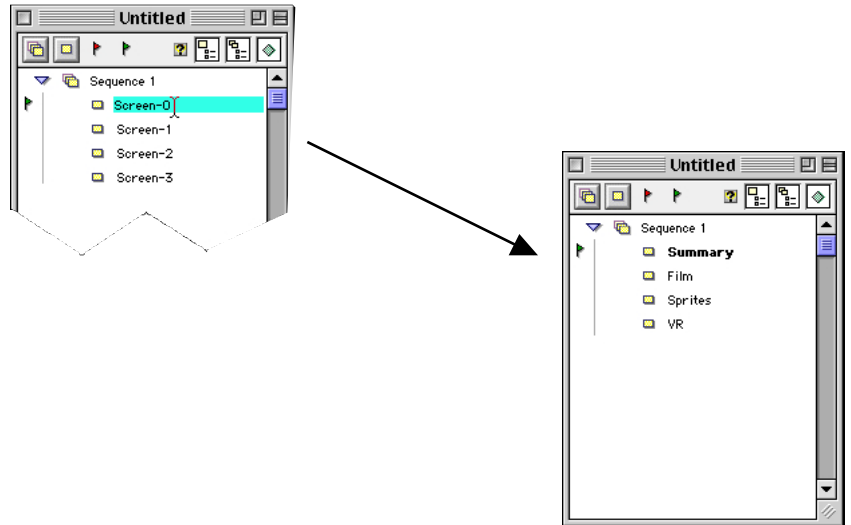 Untitled
?
Sequence 1
Screen-0
Screen-1
Screen-2
Screen-3
Untitled
?
Sequence 1
Summary
Film
Sprites
VR